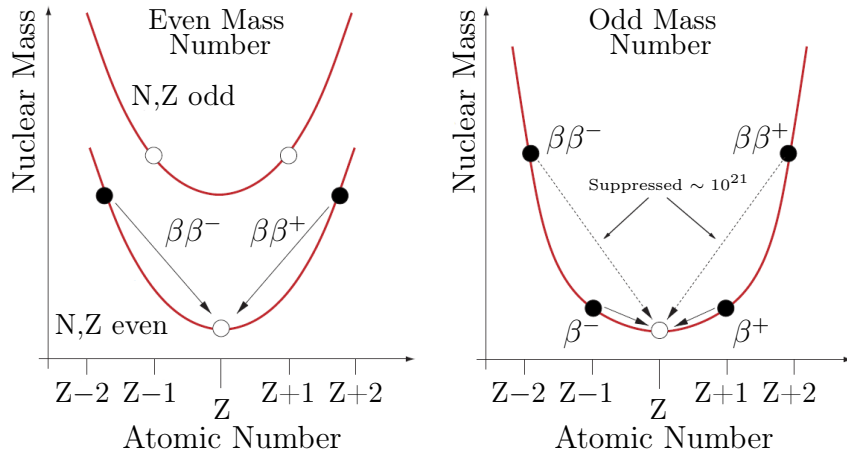 Even Mass
Number
Nuclear Mass
N,Z odd
ββ⁻ ββ⁺
N,Z even
Z−2 Z−1 Z Z+1 Z+2
Atomic Number
Odd Mass
Number
Nuclear Mass
ββ⁻ ββ⁺
Suppressed ∼ 10²¹
β⁻ β⁺
Z−2 Z−1 Z Z+1 Z+2
Atomic Number